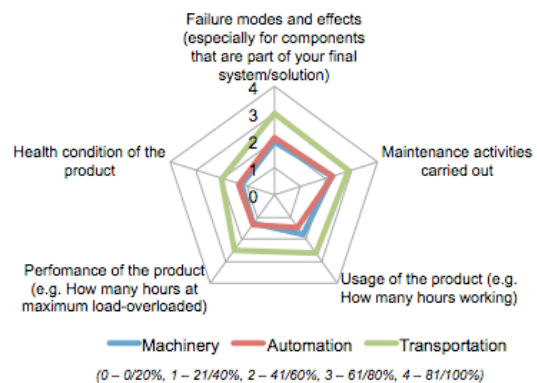 Failure modes and effects
(especially for components
that are part of your final
system/solution)
4
3
2
1
0
Health condition of the
product
Maintenance activities
carried out
Perfomance of the product
(e.g. How many hours at
maximum load-overloaded)
Usage of the product (e.g.
How many hours working)
Machinery
Automation
Transportation
(0 – 0/20%, 1 – 21/40%, 2 – 41/60%, 3 – 61/80%, 4 – 81/100%)